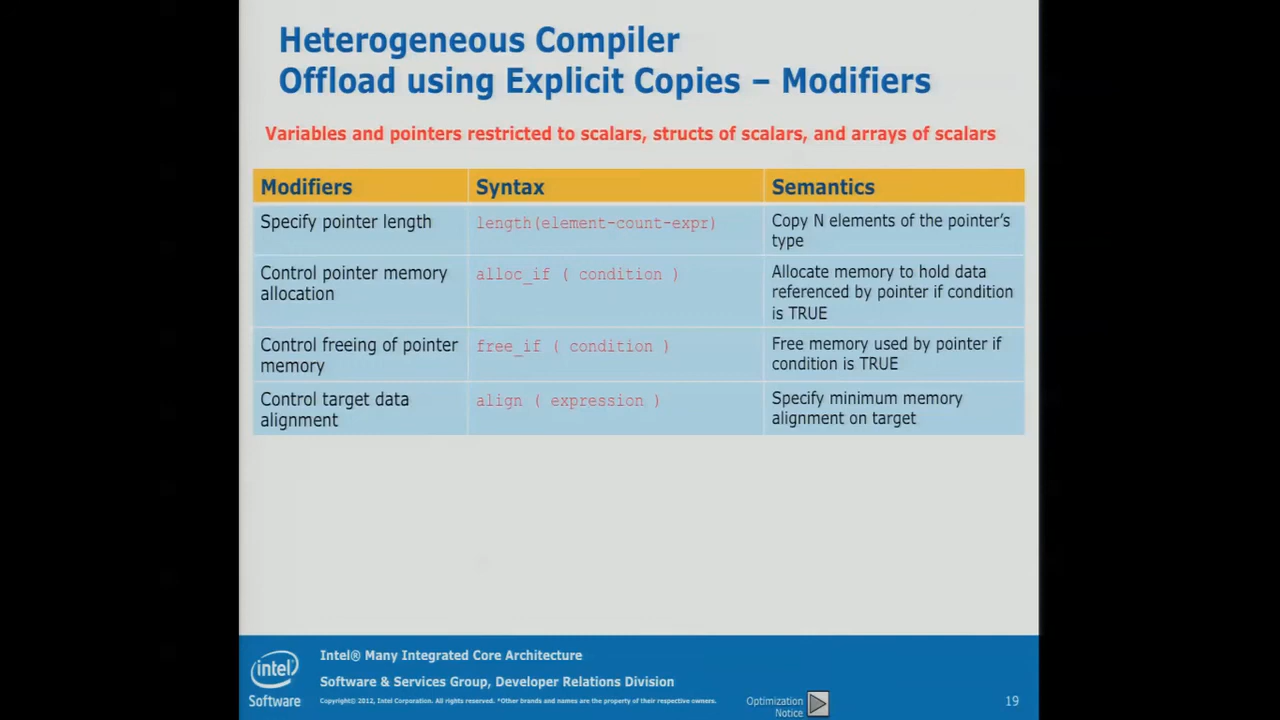 Heterogeneous Compiler
Offload using Explicit Copies – Modifiers
Variables and pointers restricted to scalars, structs of scalars, and arrays of scalars
Modifiers
Syntax
Semantics
Specify pointer length
length(element-count-expr)
Copy N elements of the pointer's
type
Control pointer memory
allocation
alloc_if ( condition )
Allocate memory to hold data
referenced by pointer if condition
is TRUE
Control freeing of pointer
memory
free_if ( condition )
Free memory used by pointer if
condition is TRUE
Control target data
alignment
align ( expression )
Specify minimum memory
alignment on target
intel
Software
Intel® Many Integrated Core Architecture
Software & Services Group, Developer Relations Division
Copyright© 2012, Intel Corporation. All rights reserved. *Other brands and names are the property of their respective owners.
Optimization
Notice
19